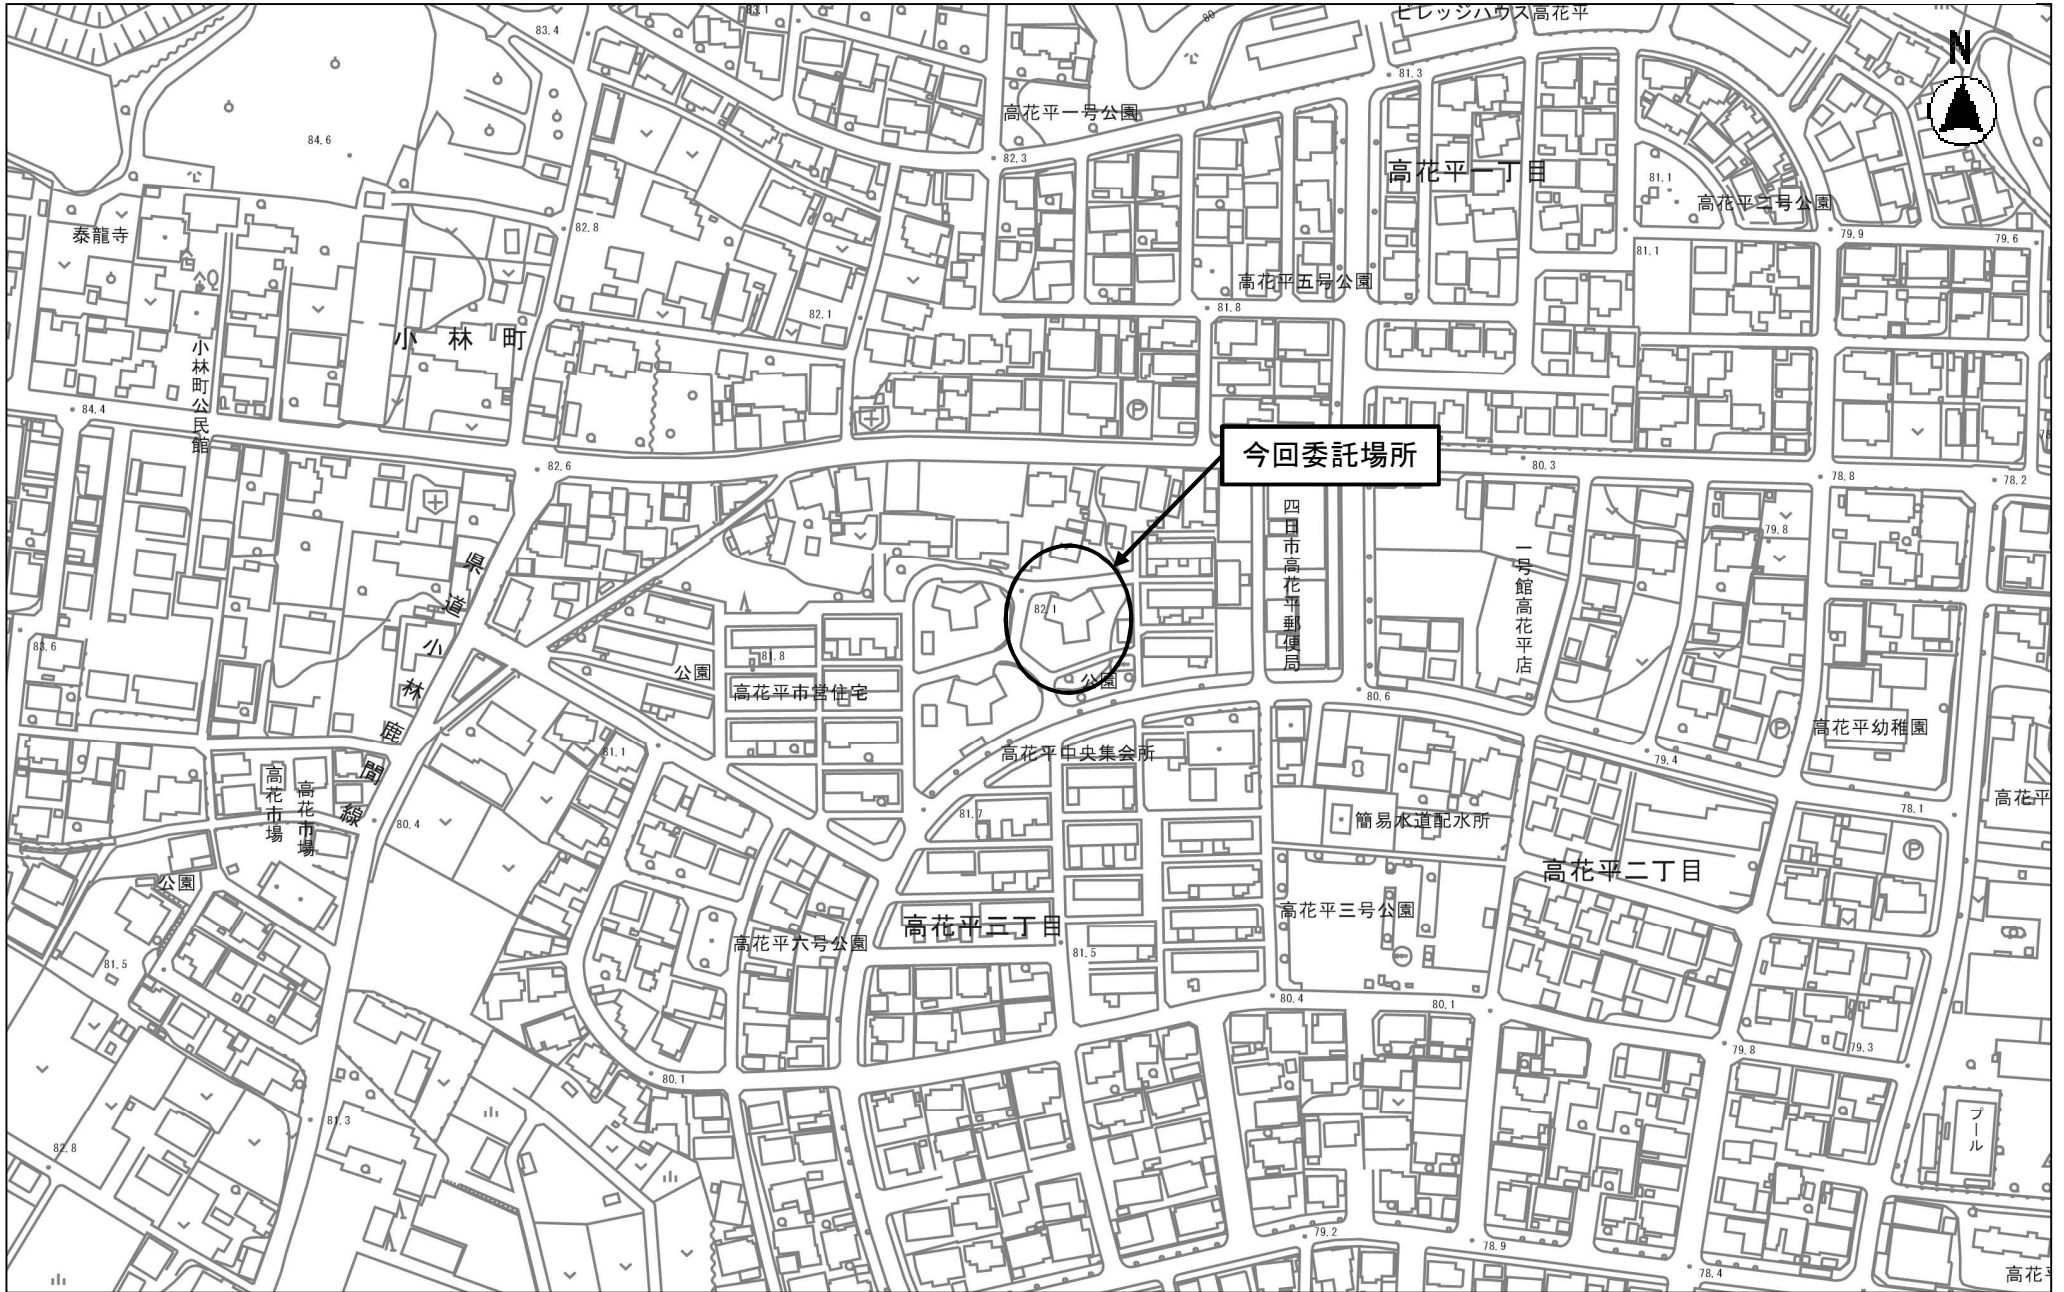 ビレッジハウス高花平
83.1
80
83.4
N
81.3
高花平一号公園
84.6
82.3
高花平一丁目
81.1
高花平二号公園
泰龍寺
82.8
79.9
79.6
81.1
高花平五号公園
81.8
82.1
小林町
小林町公民館
84.4
P
今回委託場所
82.6
80.3
78.8
78.2
四日市高花平郵便局
79.8
一号館高花平店
県道小林鹿間線
82.1
83.6
81.8
公園
公園
高花平市営住宅
80.6
P
高花平幼稚園
81.1
高花平中央集会所
79.4
高花市場
高花市場
高花平
78.1
80.4
81.7
簡易水道配水所
P
公園
高花平二丁目
高花平三号公園
高花平三丁目
高花平六号公園
81.5
81.5
80.4
80.1
79.8
79.3
80.1
81.3
プール
82.8
79.2
78.9
78.4
高花平